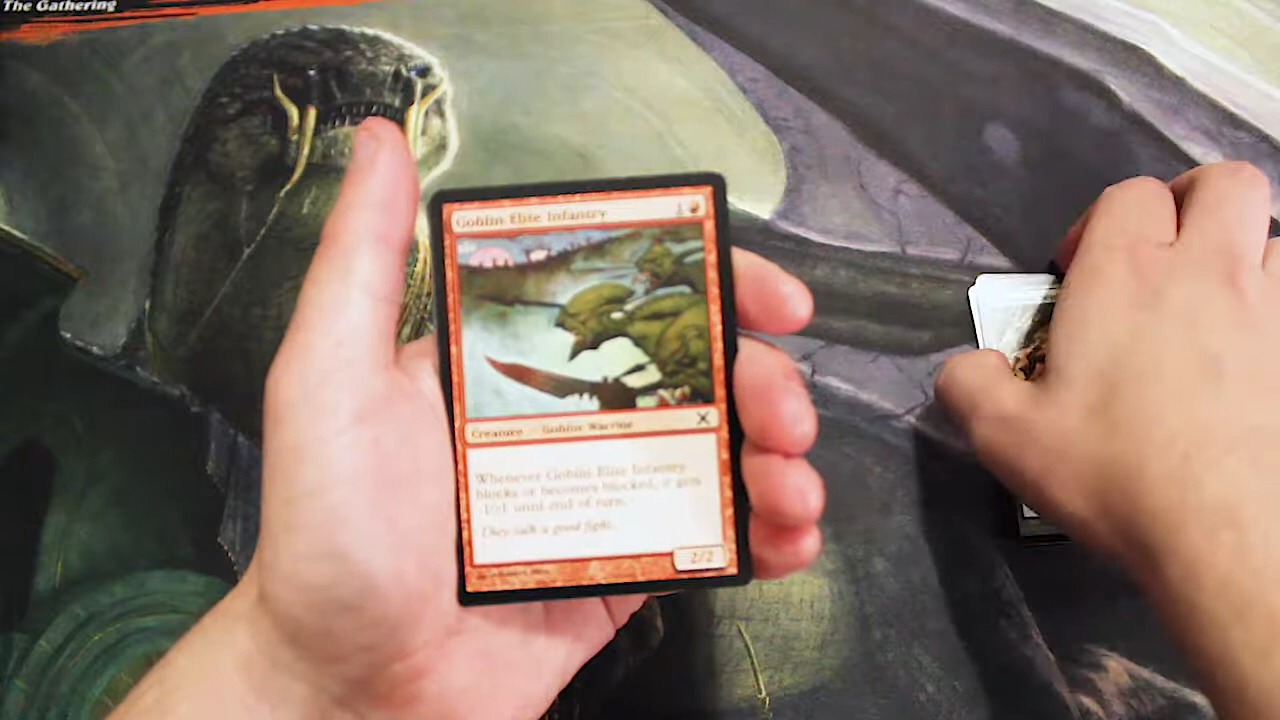 The Gathering
Goblin Elite Infantry 1
Creature — Goblin Warrior
Whenever Goblin Elite Infantry
blocks or becomes blocked, it gets
-1/-1 until end of turn.
They talk a good fight.
2/2